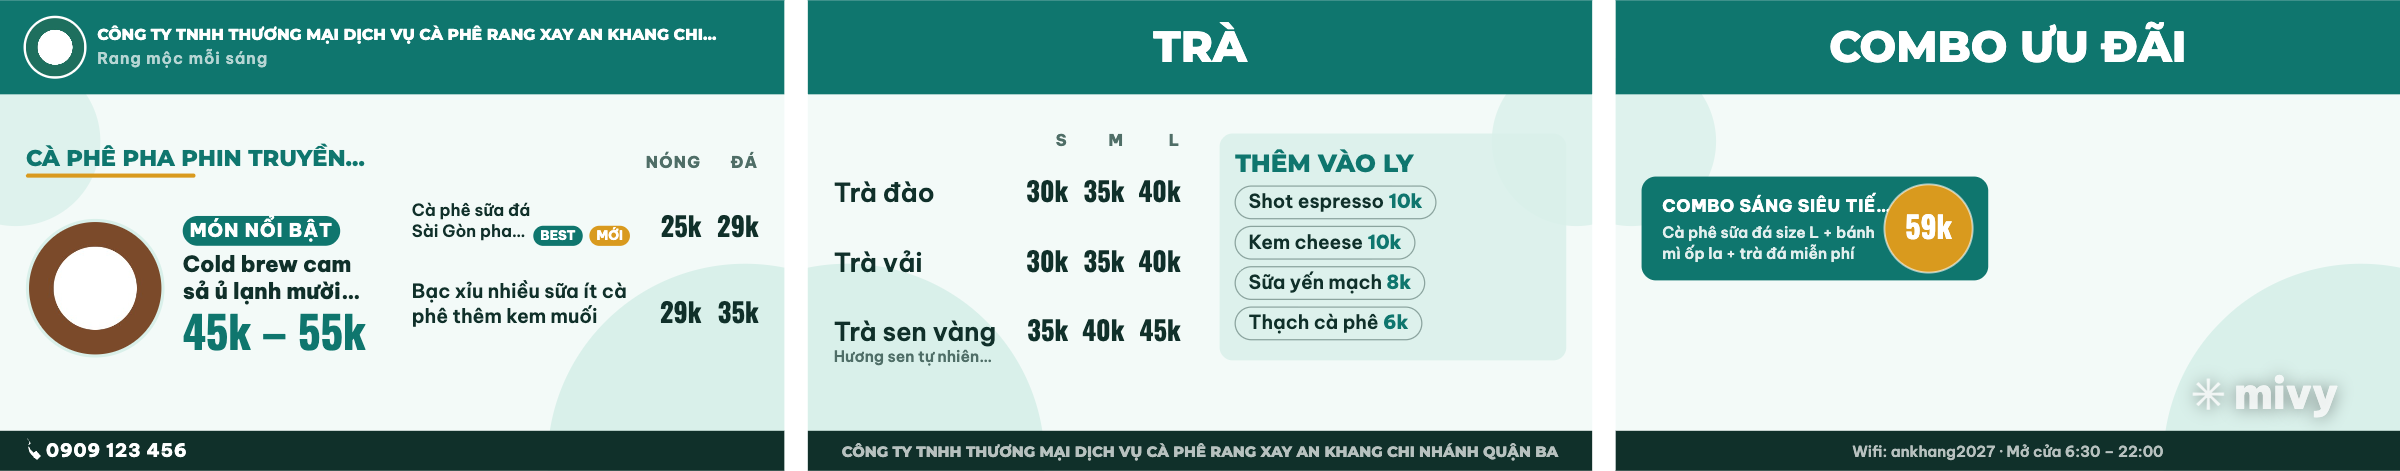 CÔNG TY TNHH THƯƠNG MẠI DỊCH VỤ CÀ PHÊ RANG XAY AN KHANG CHI...
Rang mộc mỗi sáng
CÀ PHÊ PHA PHIN TRUYỀN...
NÓNG ĐÁ
MÓN NỔI BẬT
Cold brew cam
sả ủ lạnh mười...
45k – 55k
Cà phê sữa đá
Sài Gòn pha... BEST MỚI 25k 29k
Bạc xỉu nhiều sữa ít cà
phê thêm kem muối 29k 35k
0909 123 456
TRÀ
S M L
Trà đào 30k 35k 40k
Trà vải 30k 35k 40k
Trà sen vàng 35k 40k 45k
Hương sen tự nhiên...
THÊM VÀO LY
Shot espresso 10k
Kem cheese 10k
Sữa yến mạch 8k
Thạch cà phê 6k
CÔNG TY TNHH THƯƠNG MẠI DỊCH VỤ CÀ PHÊ RANG XAY AN KHANG CHI NHÁNH QUẬN BA
COMBO ƯU ĐÃI
COMBO SÁNG SIÊU TIẾ...
Cà phê sữa đá size L + bánh
mì ốp la + trà đá miễn phí
59k
mivy
Wifi: ankhang2027 · Mở cửa 6:30 – 22:00